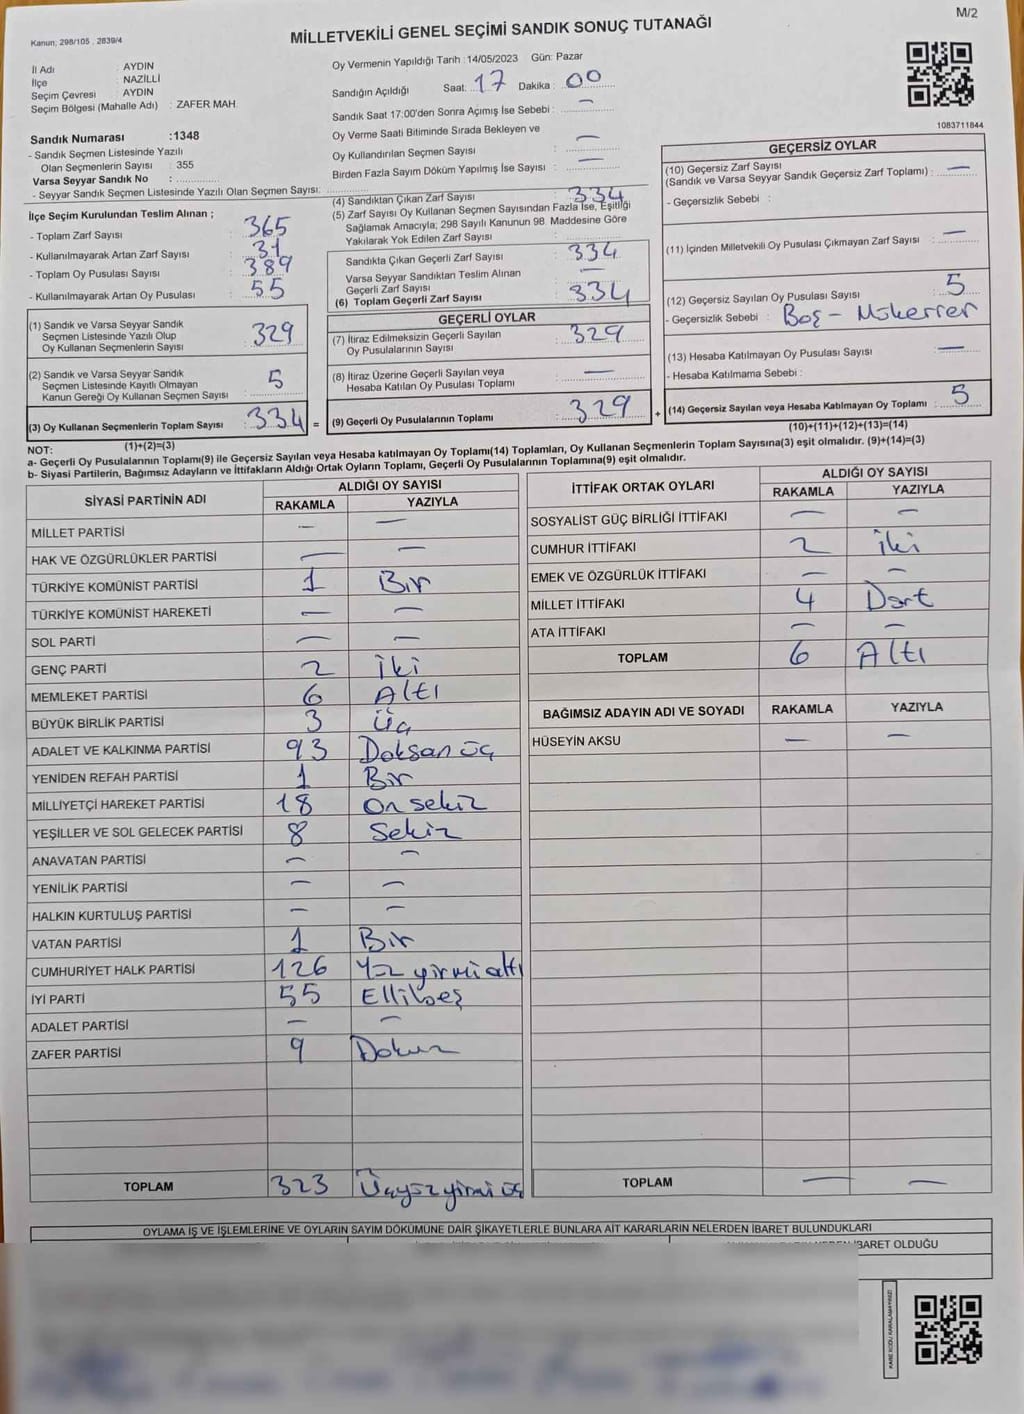 M/2
Kanun, 298/105 , 2839/4
MİLLETVEKİLİ GENEL SEÇİMİ SANDIK SONUÇ TUTANAĞI
İl Adı : AYDIN
İlçe : NAZİLLİ
Seçim Çevresi : AYDIN
Seçim Bölgesi (Mahalle Adı) : ZAFER MAH.
Sandık Numarası :1348
- Sandık Seçmen Listesinde Yazılı
Olan Seçmenlerin Sayısı : 355
Varsa Seyyar Sandık No :
- Seyyar Sandık Seçmen Listesinde Yazılı Olan Seçmen Sayısı:
Oy Vermenin Yapıldığı Tarih :14/05/2023 Gün: Pazar
Sandığın Açıldığı Saat: 17 Dakika : 00
Sandık Saat 17:00'den Sonra Açımış İse Sebebi : –
Oy Verme Saati Bitiminde Sırada Bekleyen ve
Oy Kullandırılan Seçmen Sayısı : –
Birden Fazla Sayım Döküm Yapılmış İse Sayısı : –
1083711844
İlçe Seçim Kurulundan Teslim Alınan ;
- Toplam Zarf Sayısı : 365
- Kullanılmayarak Artan Zarf Sayısı : 31
- Toplam Oy Pusulası Sayısı : 389
- Kullanılmayarak Artan Oy Pusulası : 55
(4) Sandıktan Çıkan Zarf Sayısı : 334
(5) Zarf Sayısı Oy Kullanan Seçmen Sayısından Fazla İse, Eşitliği
Sağlamak Amacıyla; 298 Sayılı Kanunun 98. Maddesine Göre
Yakılarak Yok Edilen Zarf Sayısı :
Sandıkta Çıkan Geçerli Zarf Sayısı : 334
Varsa Seyyar Sandıktan Teslim Alınan
Geçerli Zarf Sayısı : –
(6) Toplam Geçerli Zarf Sayısı : 334
GEÇERSİZ OYLAR
(10) Geçersiz Zarf Sayısı
(Sandık ve Varsa Seyyar Sandık Geçersiz Zarf Toplamı) : –
- Geçersizlik Sebebi :
(11) İçinden Milletvekili Oy Pusulası Çıkmayan Zarf Sayısı : –
(12) Geçersiz Sayılan Oy Pusulası Sayısı : 5
- Geçersizlik Sebebi : Boş - Mükerrer
(13) Hesaba Katılmayan Oy Pusulası Sayısı : –
- Hesaba Katılmama Sebebi :
(14) Geçersiz Sayılan veya Hesaba Katılmayan Oy Toplamı : 5
(10)+(11)+(12)+(13)=(14)
(1) Sandık ve Varsa Seyyar Sandık
Seçmen Listesinde Yazılı Olup
Oy Kullanan Seçmenlerin Sayısı : 329
(2) Sandık ve Varsa Seyyar Sandık
Seçmen Listesinde Kayıtlı Olmayan
Kanun Gereği Oy Kullanan Seçmen Sayısı : 5
(3) Oy Kullanan Seçmenlerin Toplam Sayısı : 334 =
(1)+(2)=(3)
GEÇERLİ OYLAR
(7) İtiraz Edilmeksizin Geçerli Sayılan
Oy Pusulalarının Sayısı : 329
(8) İtiraz Üzerine Geçerli Sayılan veya
Hesaba Katılan Oy Pusulası Toplamı : –
(9) Geçerli Oy Pusulalarının Toplamı : 329 +
NOT:
a- Geçerli Oy Pusulalarının Toplamı(9) ile Geçersiz Sayılan veya Hesaba katılmayan Oy Toplamı(14) Toplamları, Oy Kullanan Seçmenlerin Toplam Sayısına(3) eşit olmalıdır. (9)+(14)=(3)
b- Siyasi Partilerin, Bağımsız Adayların ve İttifakların Aldığı Ortak Oyların Toplamı, Geçerli Oy Pusulalarının Toplamına(9) eşit olmalıdır.
SİYASİ PARTİNİN ADI ALDIĞI OY SAYISI
RAKAMLA YAZIYLA
MİLLET PARTİSİ – –
HAK VE ÖZGÜRLÜKLER PARTİSİ – –
TÜRKİYE KOMÜNİST PARTİSİ 1 Bir
TÜRKİYE KOMÜNİST HAREKETİ – –
SOL PARTİ – –
GENÇ PARTİ 2 İki
MEMLEKET PARTİSİ 6 Altı
BÜYÜK BİRLİK PARTİSİ 3 Üç
ADALET VE KALKINMA PARTİSİ 93 Doksan üç
YENİDEN REFAH PARTİSİ 1 Bir
MİLLİYETÇİ HAREKET PARTİSİ 18 On sekiz
YEŞİLLER VE SOL GELECEK PARTİSİ 8 Sekiz
ANAVATAN PARTİSİ – –
YENİLİK PARTİSİ – –
HALKIN KURTULUŞ PARTİSİ – –
VATAN PARTİSİ 1 Bir
CUMHURİYET HALK PARTİSİ 126 Yüz yirmi altı
İYİ PARTİ 55 Ellibeş
ADALET PARTİSİ – –
ZAFER PARTİSİ 9 Dokuz
TOPLAM 323 Üçyüz yirmi üç
İTTİFAK ORTAK OYLARI ALDIĞI OY SAYISI
RAKAMLA YAZIYLA
SOSYALİST GÜÇ BİRLİĞİ İTTİFAKI – –
CUMHUR İTTİFAKI 2 İki
EMEK VE ÖZGÜRLÜK İTTİFAKI – –
MİLLET İTTİFAKI 4 Dört
ATA İTTİFAKI – –
TOPLAM 6 Altı
BAĞIMSIZ ADAYIN ADI VE SOYADI RAKAMLA YAZIYLA
HÜSEYİN AKSU – –
TOPLAM – –
OYLAMA İŞ VE İŞLEMLERİNE VE OYLARIN SAYIM DÖKÜMÜNE DAİR ŞİKAYETLERLE BUNLARA AİT KARARLARIN NELERDEN İBARET BULUNDUKLARI
İBARET OLDUĞU
KARE KODU KARALAMAYINIZ!